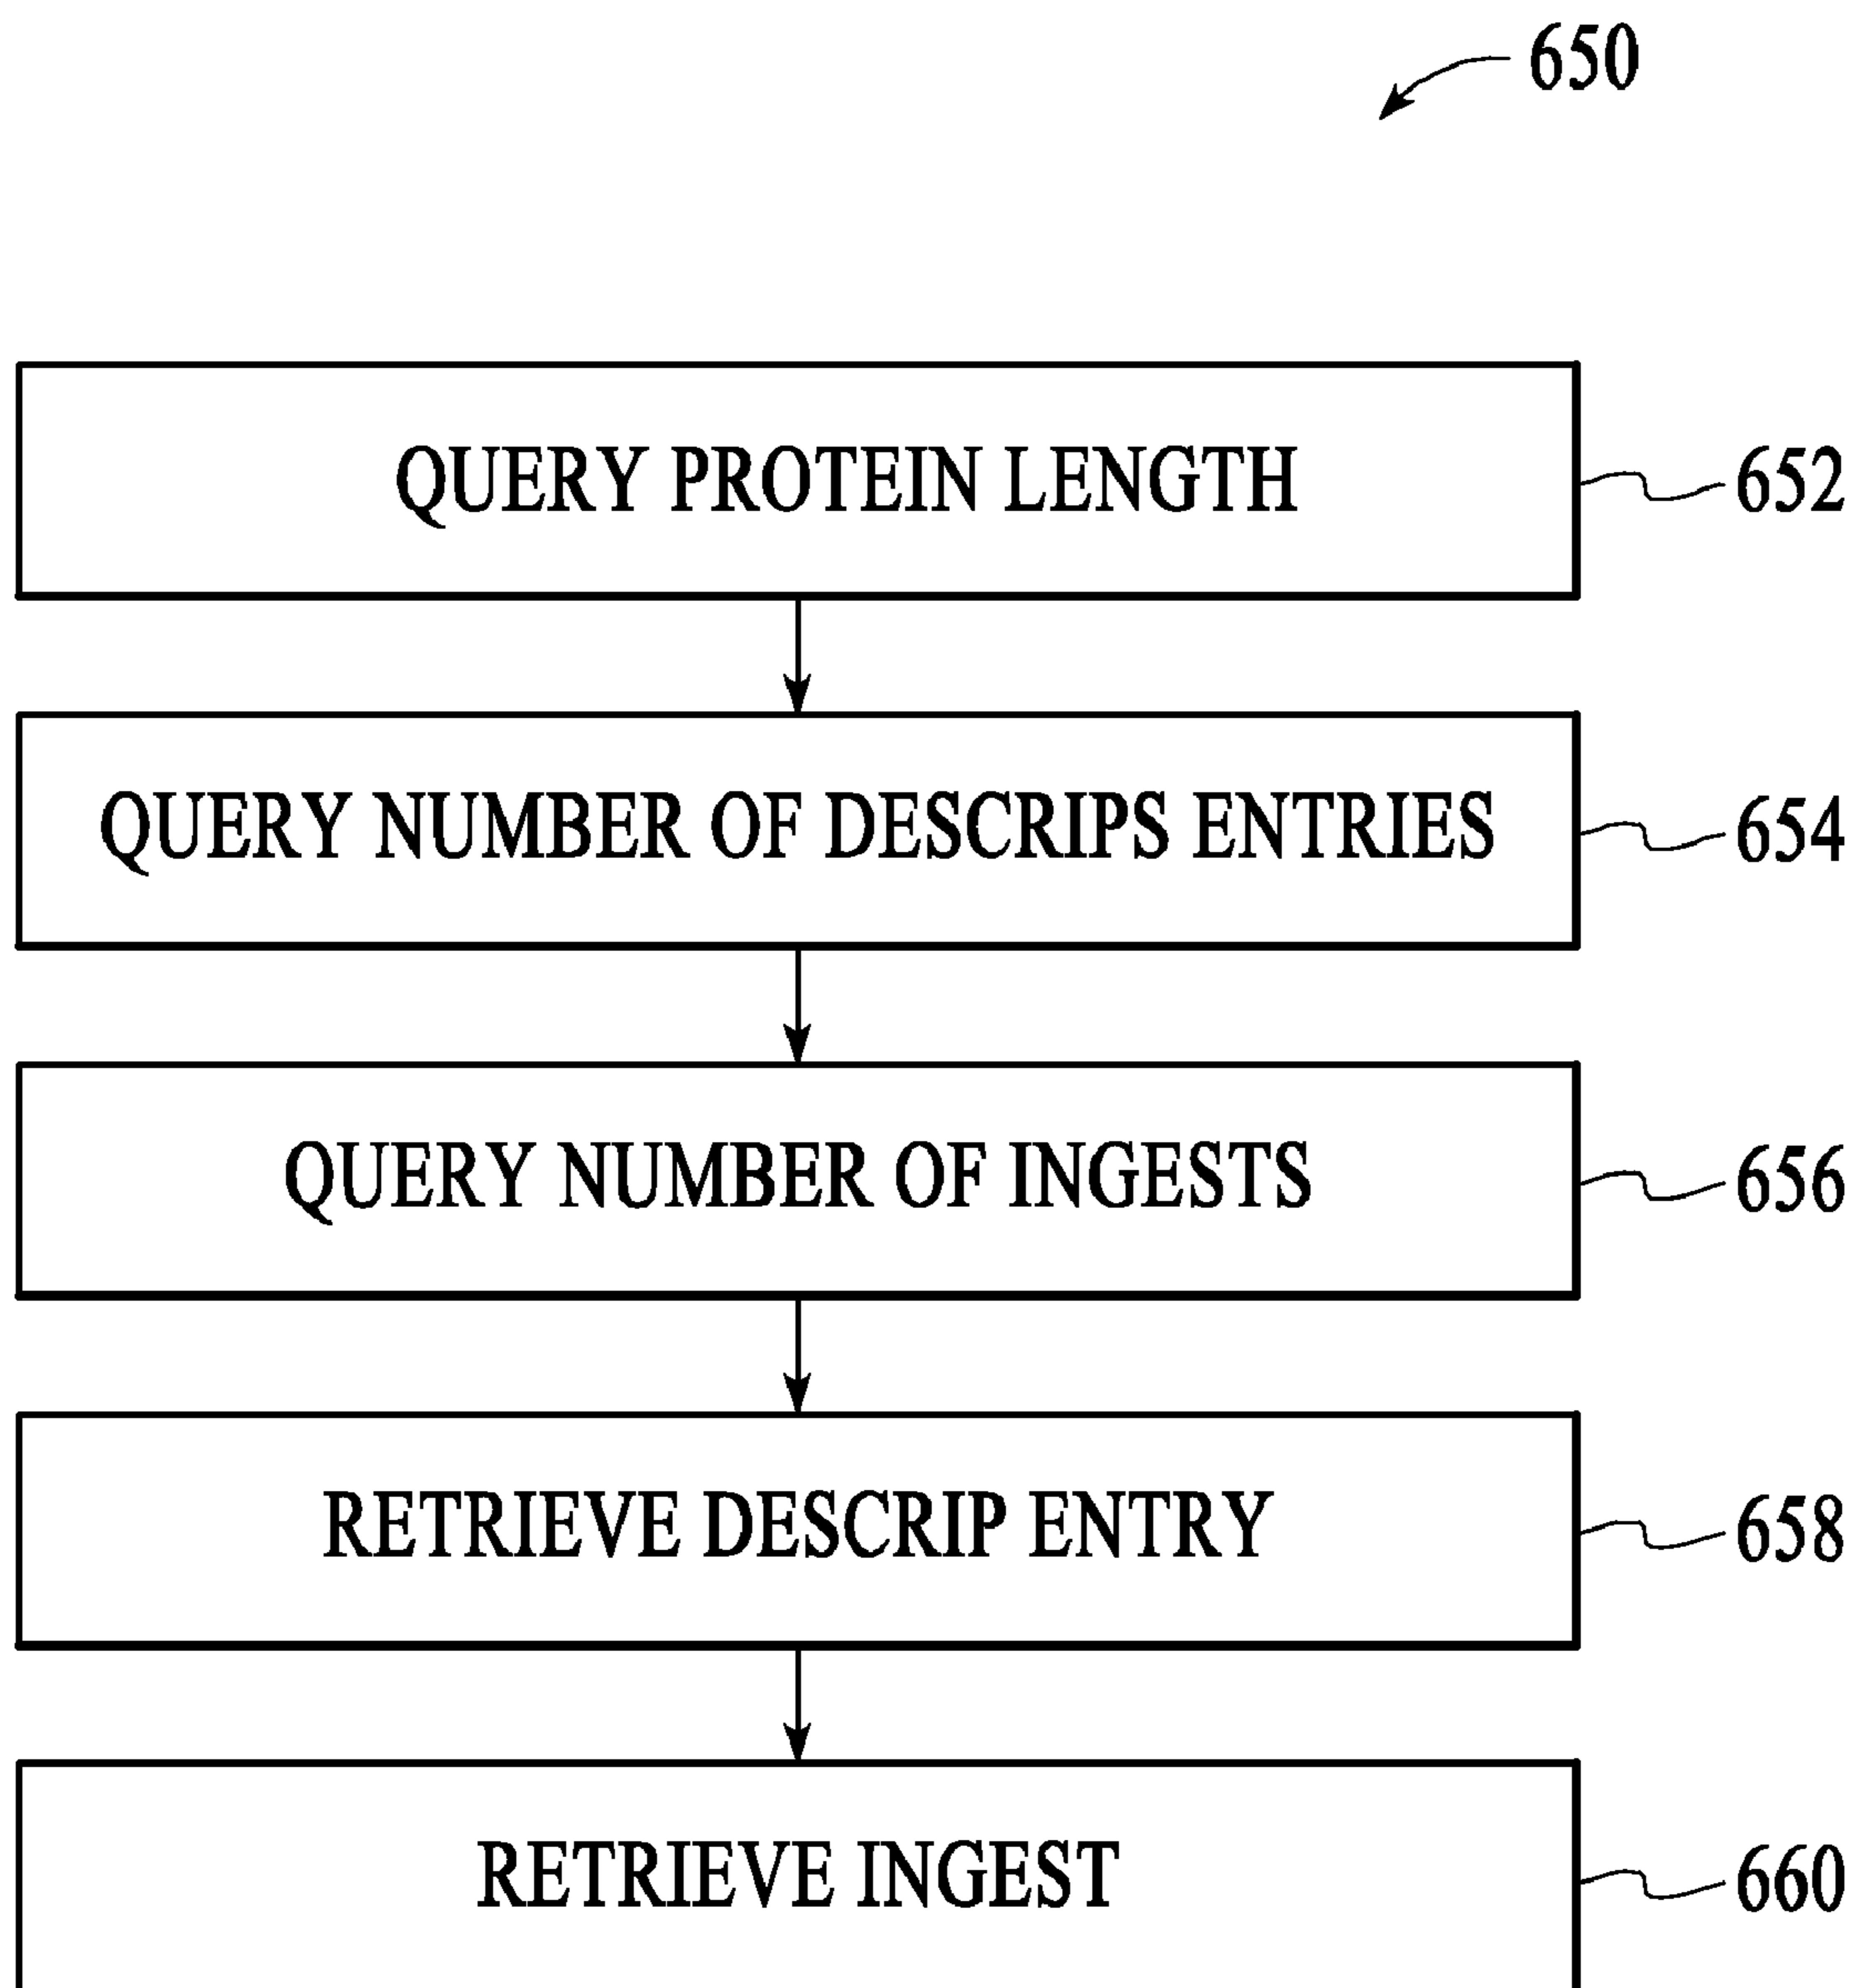 650
QUERY PROTEIN LENGTH
652
QUERY NUMBER OF DESCRIPS ENTRIES
654
QUERY NUMBER OF INGESTS
656
RETRIEVE DESCRIP ENTRY
658
RETRIEVE INGEST
660